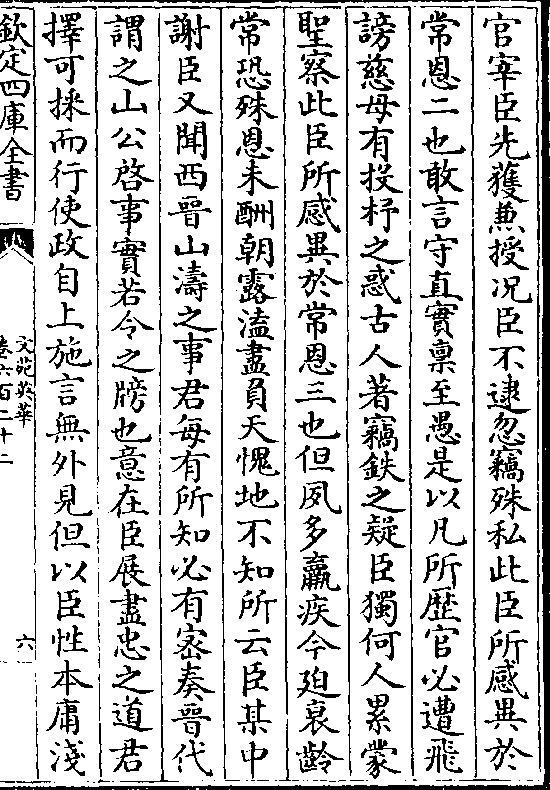 官宰臣先獲兼授况臣不逮忽竊殊私此臣所感異於
常恩二也敢言守直實禀至愚是以凡所歴官必遭飛
謗慈母有投杼之惑古人著竊鈇之疑臣獨何人累蒙
聖察此臣所感異於常恩三也但夙多羸疾今廹衰齡
常恐殊恩未酬朝露溘盡負天愧地不知所云臣某中
謝臣又聞西晉山濤之事君每有所知必有宻奏晉代
謂之山公啓事實若今之牓也意在臣展盡忠之道君
擇可採而行使政自上施言無外見但以臣性本庸淺
欽定四庫全書
文苑英華
卷六百二十二
六